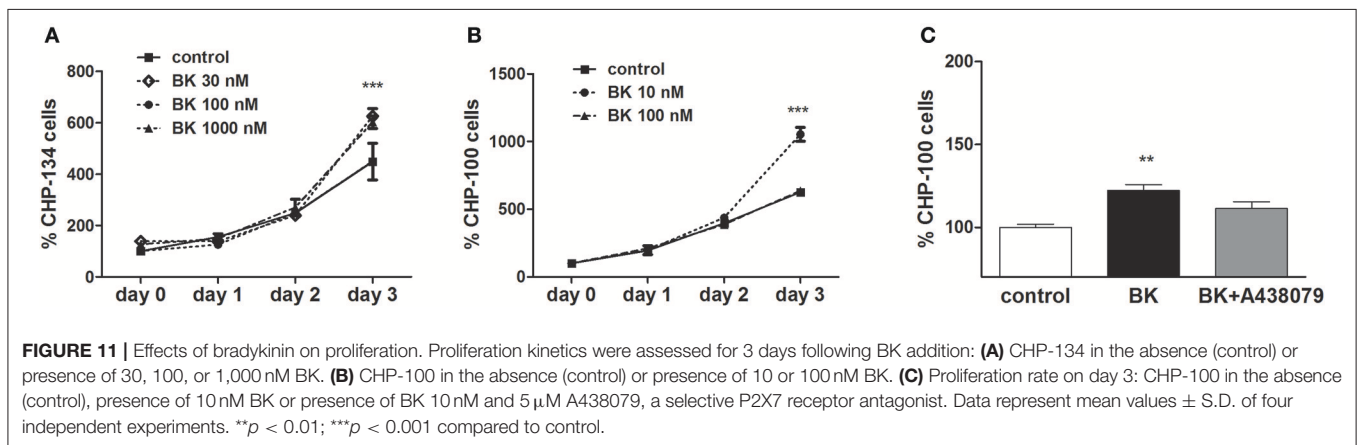 A
control
BK 30 nM
BK 100 nM
BK 1000 nM
***
% CHP-134 cells
800
600
400
200
0
day 0 day 1 day 2 day 3
B
control
BK 10 nM
BK 100 nM
***
% CHP-100 cells
1500
1000
500
0
day 0 day 1 day 2 day 3
C
**
% CHP-100 cells
200
150
100
control BK BK+A438079
FIGURE 11 | Effects of bradykinin on proliferation. Proliferation kinetics were assessed for 3 days following BK addition: (A) CHP-134 in the absence (control) or
presence of 30, 100, or 1,000 nM BK. (B) CHP-100 in the absence (control) or presence of 10 or 100 nM BK. (C) Proliferation rate on day 3: CHP-100 in the absence
(control), presence of 10 nM BK or presence of BK 10 nM and 5 μM A438079, a selective P2X7 receptor antagonist. Data represent mean values ± S.D. of four
independent experiments. **p < 0.01; ***p < 0.001 compared to control.